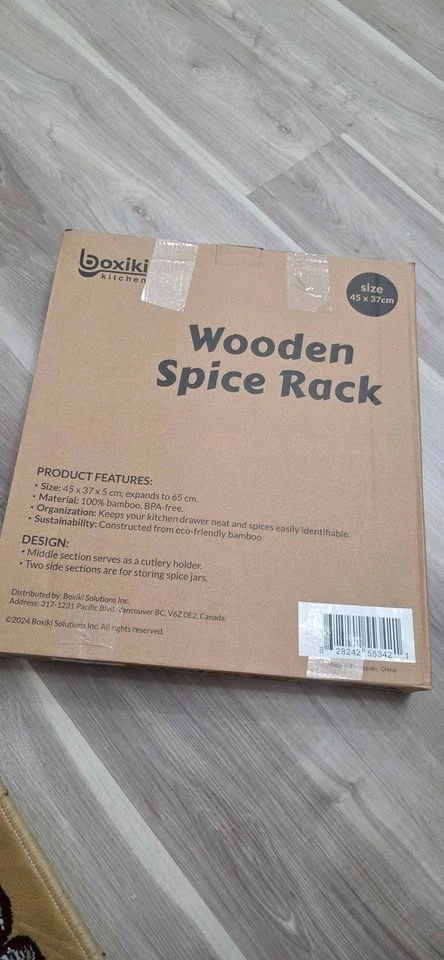 boxiki
kitchen
size
45 x 37cm
Wooden
Spice Rack
PRODUCT FEATURES:
• Size: 45 x 37 x 5 cm; expands to 65 cm.
• Material: 100% bamboo, BPA-free.
• Organization: Keeps your kitchen drawer neat and spices easily identifiable.
• Sustainability: Constructed from eco-friendly bamboo.
DESIGN:
• Middle section serves as a cutlery holder.
• Two side sections are for storing spice jars.
Distributed by: Boxiki Solutions Inc.
Address: 317-1231 Pacific Blvd, Vancouver BC, V6Z 0E2, Canada
©2024 Boxiki Solutions Inc. All rights reserved.
8 28242 55342 1
China